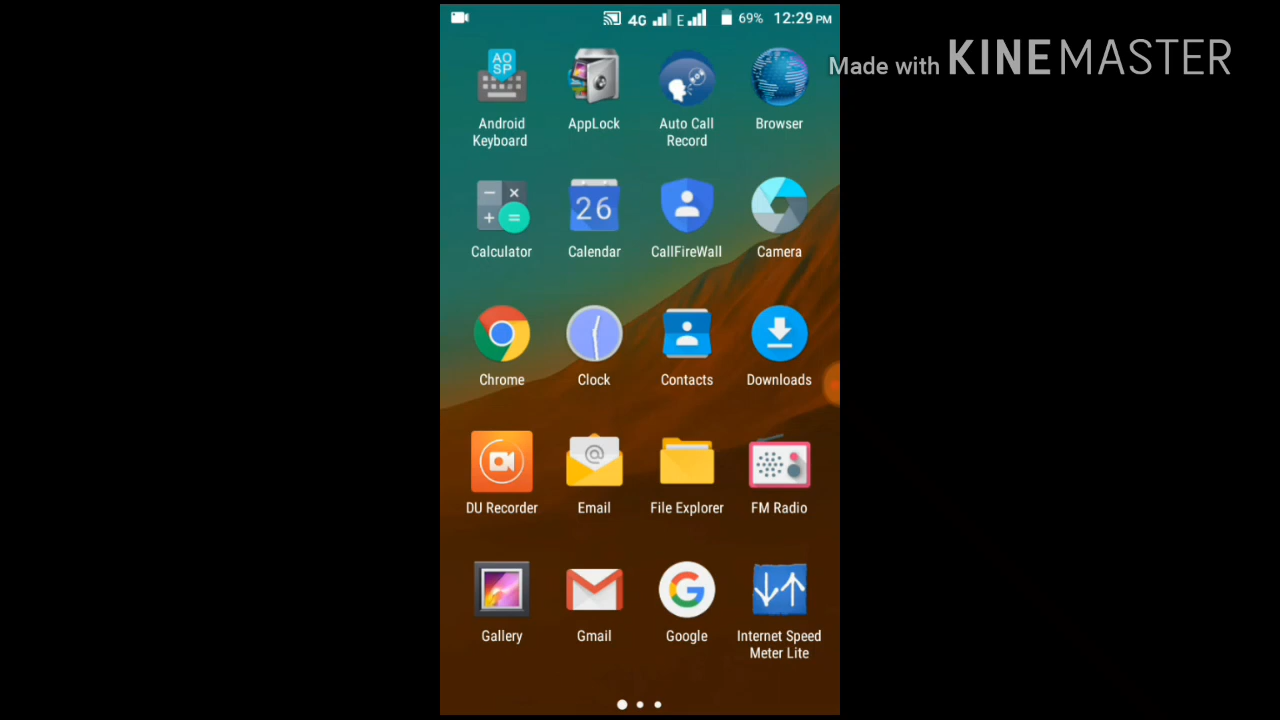 4G E 69% 12:29 PM
Made with KINEMASTER
AO
SP
Android
Keyboard
AppLock
Auto Call
Record
Browser
Calculator
26
Calendar
CallFireWall
Camera
Chrome
Clock
Contacts
Downloads
DU Recorder
@
Email
File Explorer
FM Radio
Gallery
Gmail
G
Google
Internet Speed
Meter Lite